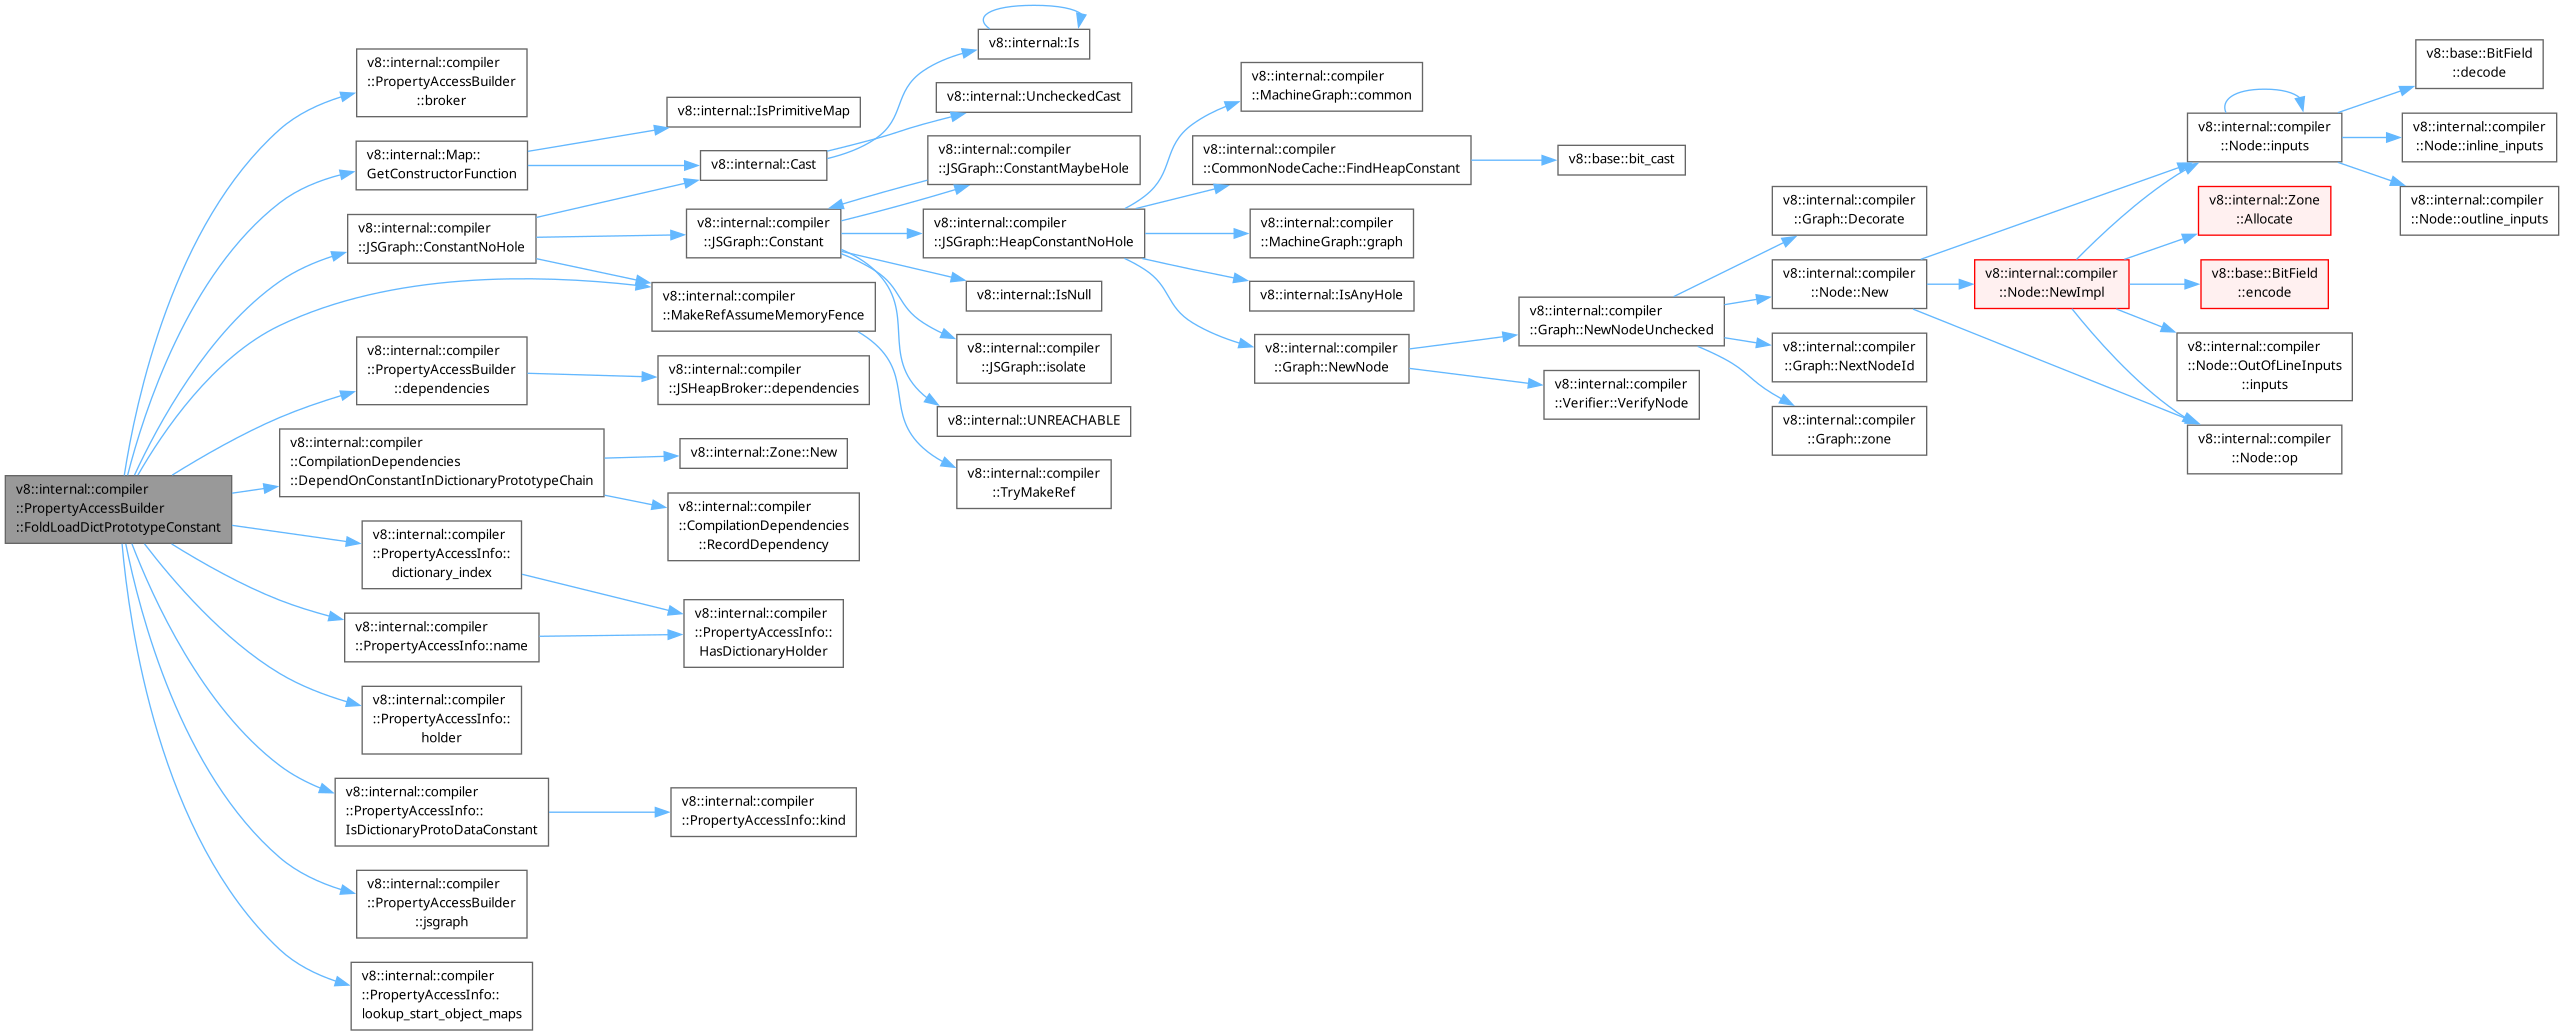 v8::internal::compiler
::PropertyAccessBuilder
::FoldLoadDictPrototypeConstant
v8::internal::compiler
::PropertyAccessBuilder
::broker
v8::internal::Map::
GetConstructorFunction
v8::internal::compiler
::JSGraph::ConstantNoHole
v8::internal::compiler
::PropertyAccessBuilder
::dependencies
v8::internal::compiler
::CompilationDependencies
::DependOnConstantInDictionaryPrototypeChain
v8::internal::compiler
::PropertyAccessInfo::
dictionary_index
v8::internal::compiler
::PropertyAccessInfo::name
v8::internal::compiler
::PropertyAccessInfo::
holder
v8::internal::compiler
::PropertyAccessInfo::
IsDictionaryProtoDataConstant
v8::internal::compiler
::PropertyAccessBuilder
::jsgraph
v8::internal::compiler
::PropertyAccessInfo::
lookup_start_object_maps
v8::internal::IsPrimitiveMap
v8::internal::Cast
v8::internal::compiler
::JSGraph::Constant
v8::internal::compiler
::MakeRefAssumeMemoryFence
v8::internal::compiler
::JSHeapBroker::dependencies
v8::internal::Zone::New
v8::internal::compiler
::CompilationDependencies
::RecordDependency
v8::internal::compiler
::PropertyAccessInfo::
HasDictionaryHolder
v8::internal::compiler
::PropertyAccessInfo::kind
v8::internal::Is
v8::internal::UncheckedCast
v8::internal::compiler
::JSGraph::ConstantMaybeHole
v8::internal::compiler
::JSGraph::HeapConstantNoHole
v8::internal::IsNull
v8::internal::compiler
::JSGraph::isolate
v8::internal::UNREACHABLE
v8::internal::compiler
::TryMakeRef
v8::internal::compiler
::MachineGraph::common
v8::internal::compiler
::CommonNodeCache::FindHeapConstant
v8::internal::compiler
::MachineGraph::graph
v8::internal::IsAnyHole
v8::internal::compiler
::Graph::NewNode
v8::base::bit_cast
v8::internal::compiler
::Graph::NewNodeUnchecked
v8::internal::compiler
::Verifier::VerifyNode
v8::internal::compiler
::Graph::Decorate
v8::internal::compiler
::Node::New
v8::internal::compiler
::Graph::NextNodeId
v8::internal::compiler
::Graph::zone
v8::internal::compiler
::Node::NewImpl
v8::internal::compiler
::Node::inputs
v8::internal::Zone
::Allocate
v8::base::BitField
::encode
v8::internal::compiler
::Node::OutOfLineInputs
::inputs
v8::internal::compiler
::Node::op
v8::base::BitField
::decode
v8::internal::compiler
::Node::inline_inputs
v8::internal::compiler
::Node::outline_inputs